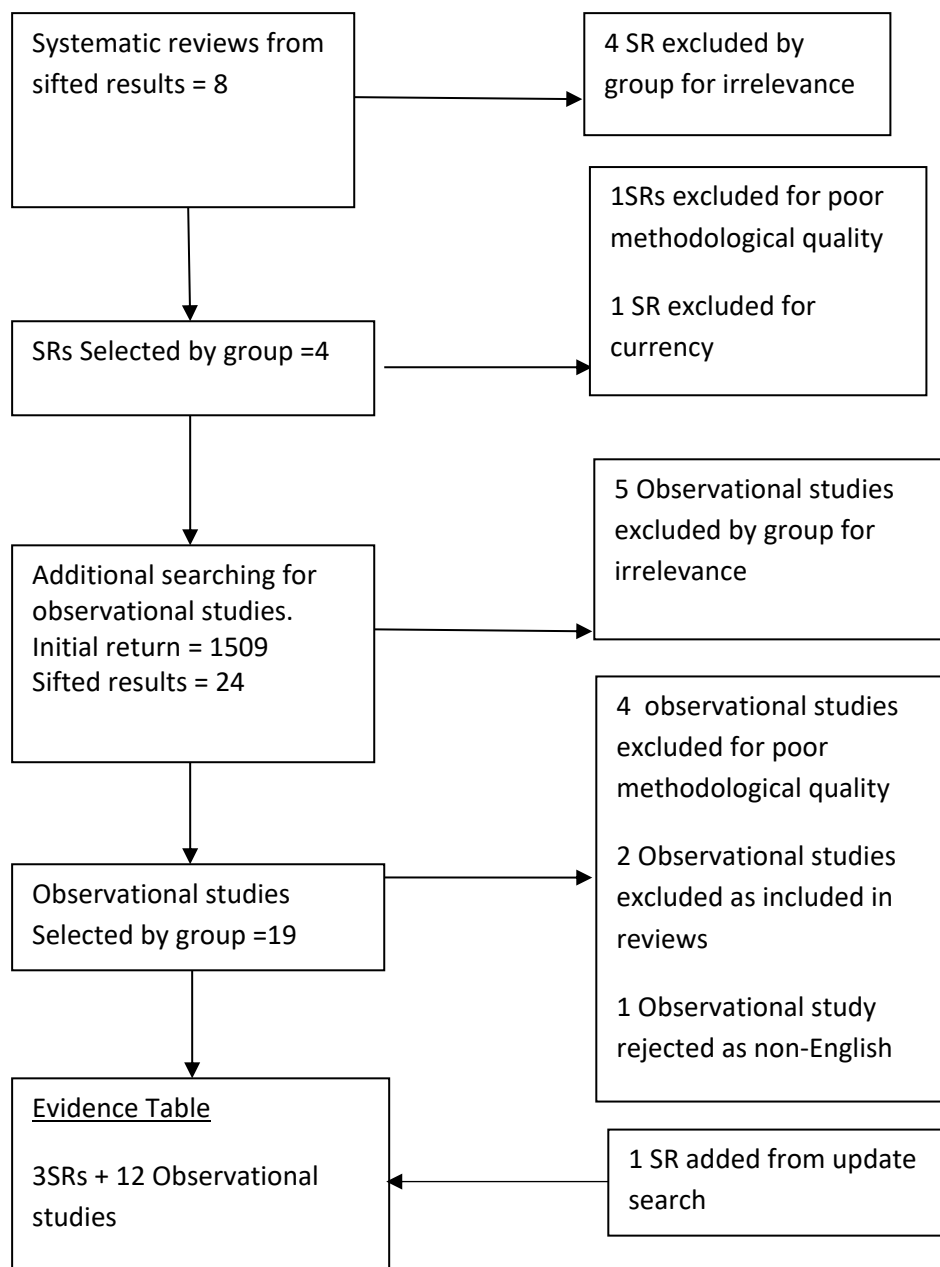 Systematic reviews from
sifted results = 8
4 SR excluded by
group for irrelevance
1SRs excluded for poor
methodological quality
1 SR excluded for
currency
SRs Selected by group =4
5 Observational studies
excluded by group for
irrelevance
Additional searching for
observational studies.
Initial return = 1509
Sifted results = 24
4  observational studies
excluded for poor
methodological quality
2 Observational studies
excluded as included in
reviews
1 Observational study
rejected as non-English
Observational studies
Selected by group =19
Evidence Table
3SRs + 12 Observational
studies
1 SR added from update
search